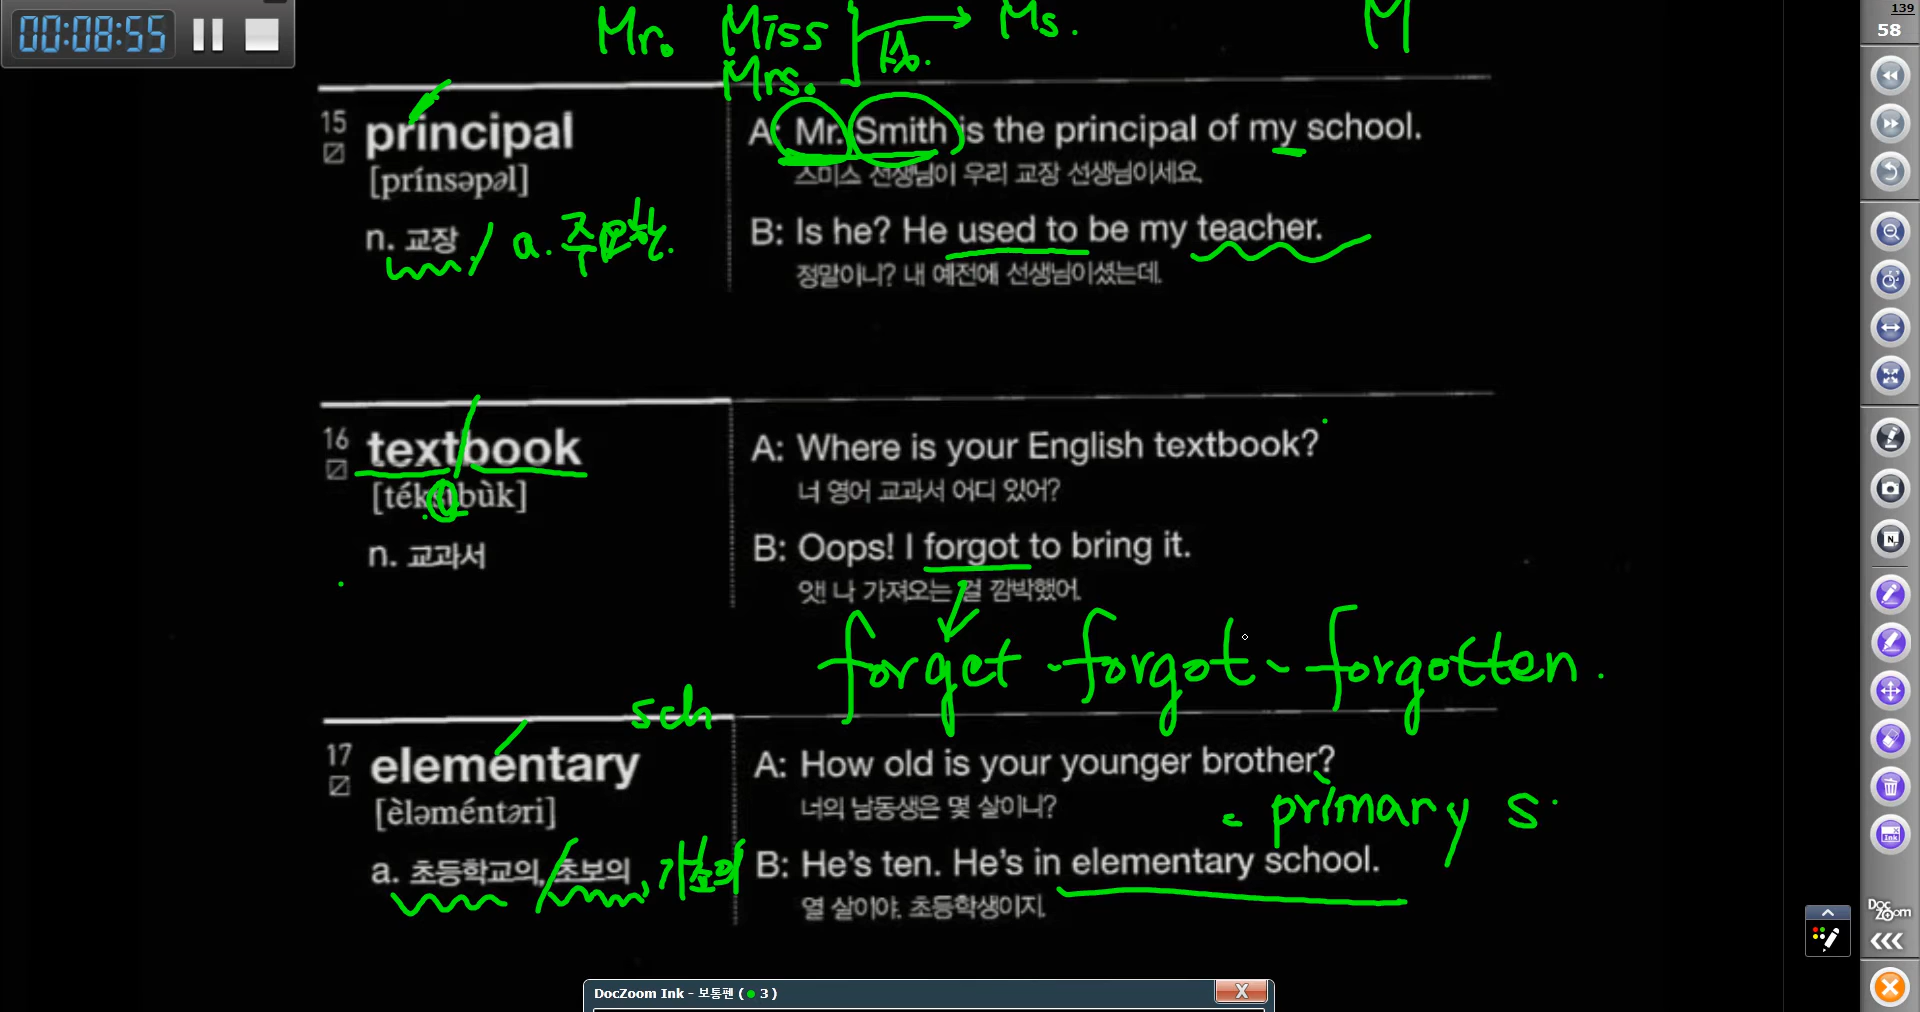 00:08:55
139
58
Mr. Miss Ms. M
Mrs.
15
principal
[prínsəpəl]
n. 교장 / a. 주요한.
A: Mr. Smith is the principal of my school.
스미스 선생님이 우리 교장 선생님이세요.
B: Is he? He used to be my teacher.
정말이니? 내 예전에 선생님이셨는데.
16
textbook
[tékstbùk]
n. 교과서
A: Where is your English textbook?
너 영어 교과서 어디 있어?
B: Oops! I forgot to bring it.
앗! 나 가져오는 걸 깜박했어.
forget - forgot - forgotten.
sch
17
elementary
[èləméntəri]
a. 초등학교의, 초보의, 기초의
A: How old is your younger brother?
너의 남동생은 몇 살이니?
= primary s.
B: He's ten. He's in elementary school.
열 살이야. 초등학생이지.
Doc Zoom
DocZoom Ink - 보통펜 ( 3 )
X
N
Ink